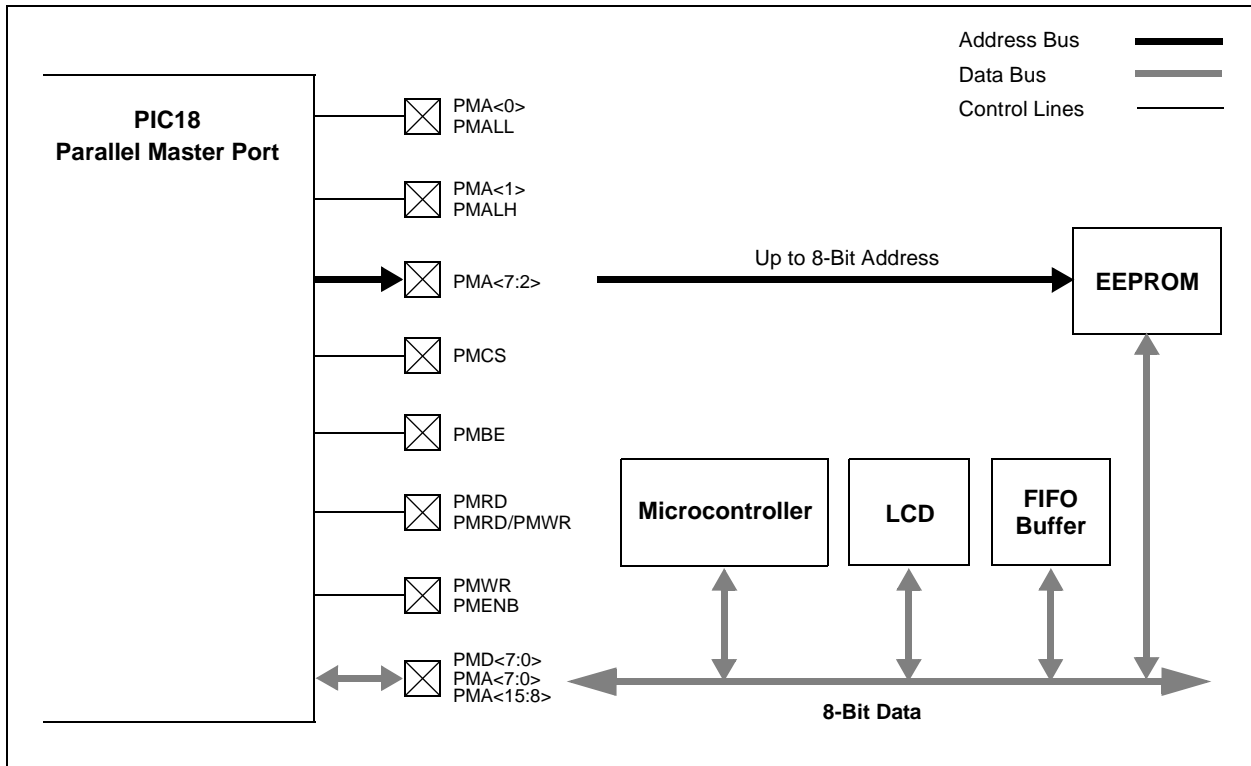 Address Bus
Data Bus
Control Lines
PIC18
Parallel Master Port
PMA<0>
PMALL
PMA<1>
PMALH
PMA<7:2>
Up to 8-Bit Address
EEPROM
PMCS
PMBE
PMRD
PMRD/PMWR
Microcontroller
LCD
FIFO
Buffer
PMWR
PMENB
PMD<7:0>
PMA<7:0>
PMA<15:8>
8-Bit Data